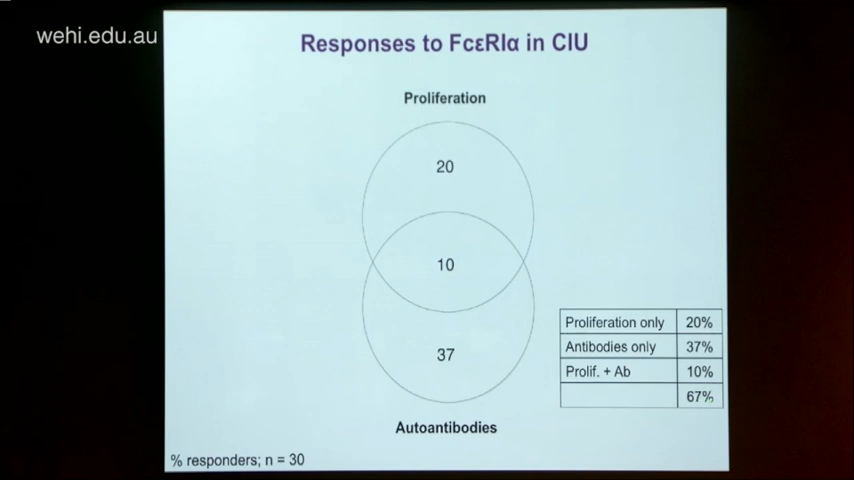 wehi.edu.au
Responses to FcεRIα in CIU
Proliferation
20
10
37
Autoantibodies
Proliferation only 20%
Antibodies only 37%
Prolif. + Ab 10%
67%
% responders; n = 30